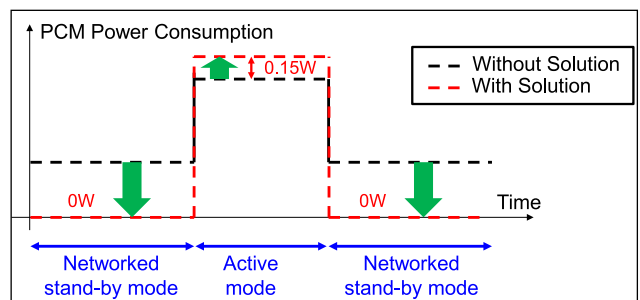 PCM Power Consumption
0.15W
Without Solution
With Solution
0W
0W
Time
Networked
stand-by mode
Active
mode
Networked
stand-by mode